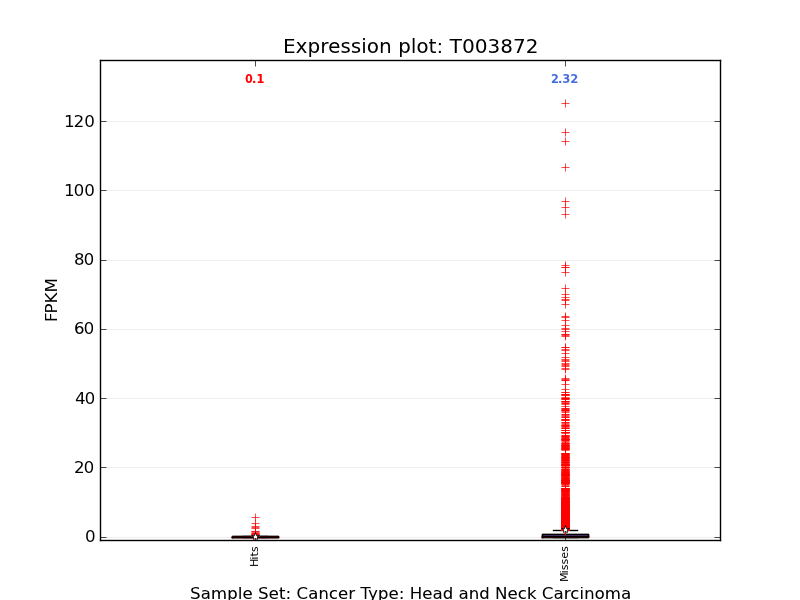 Expression plot: T003872
0.1
2.32
120
100
80
60
40
20
0
FPKM
Hits
Misses
Sample Set: Cancer Type: Head and Neck Carcinoma